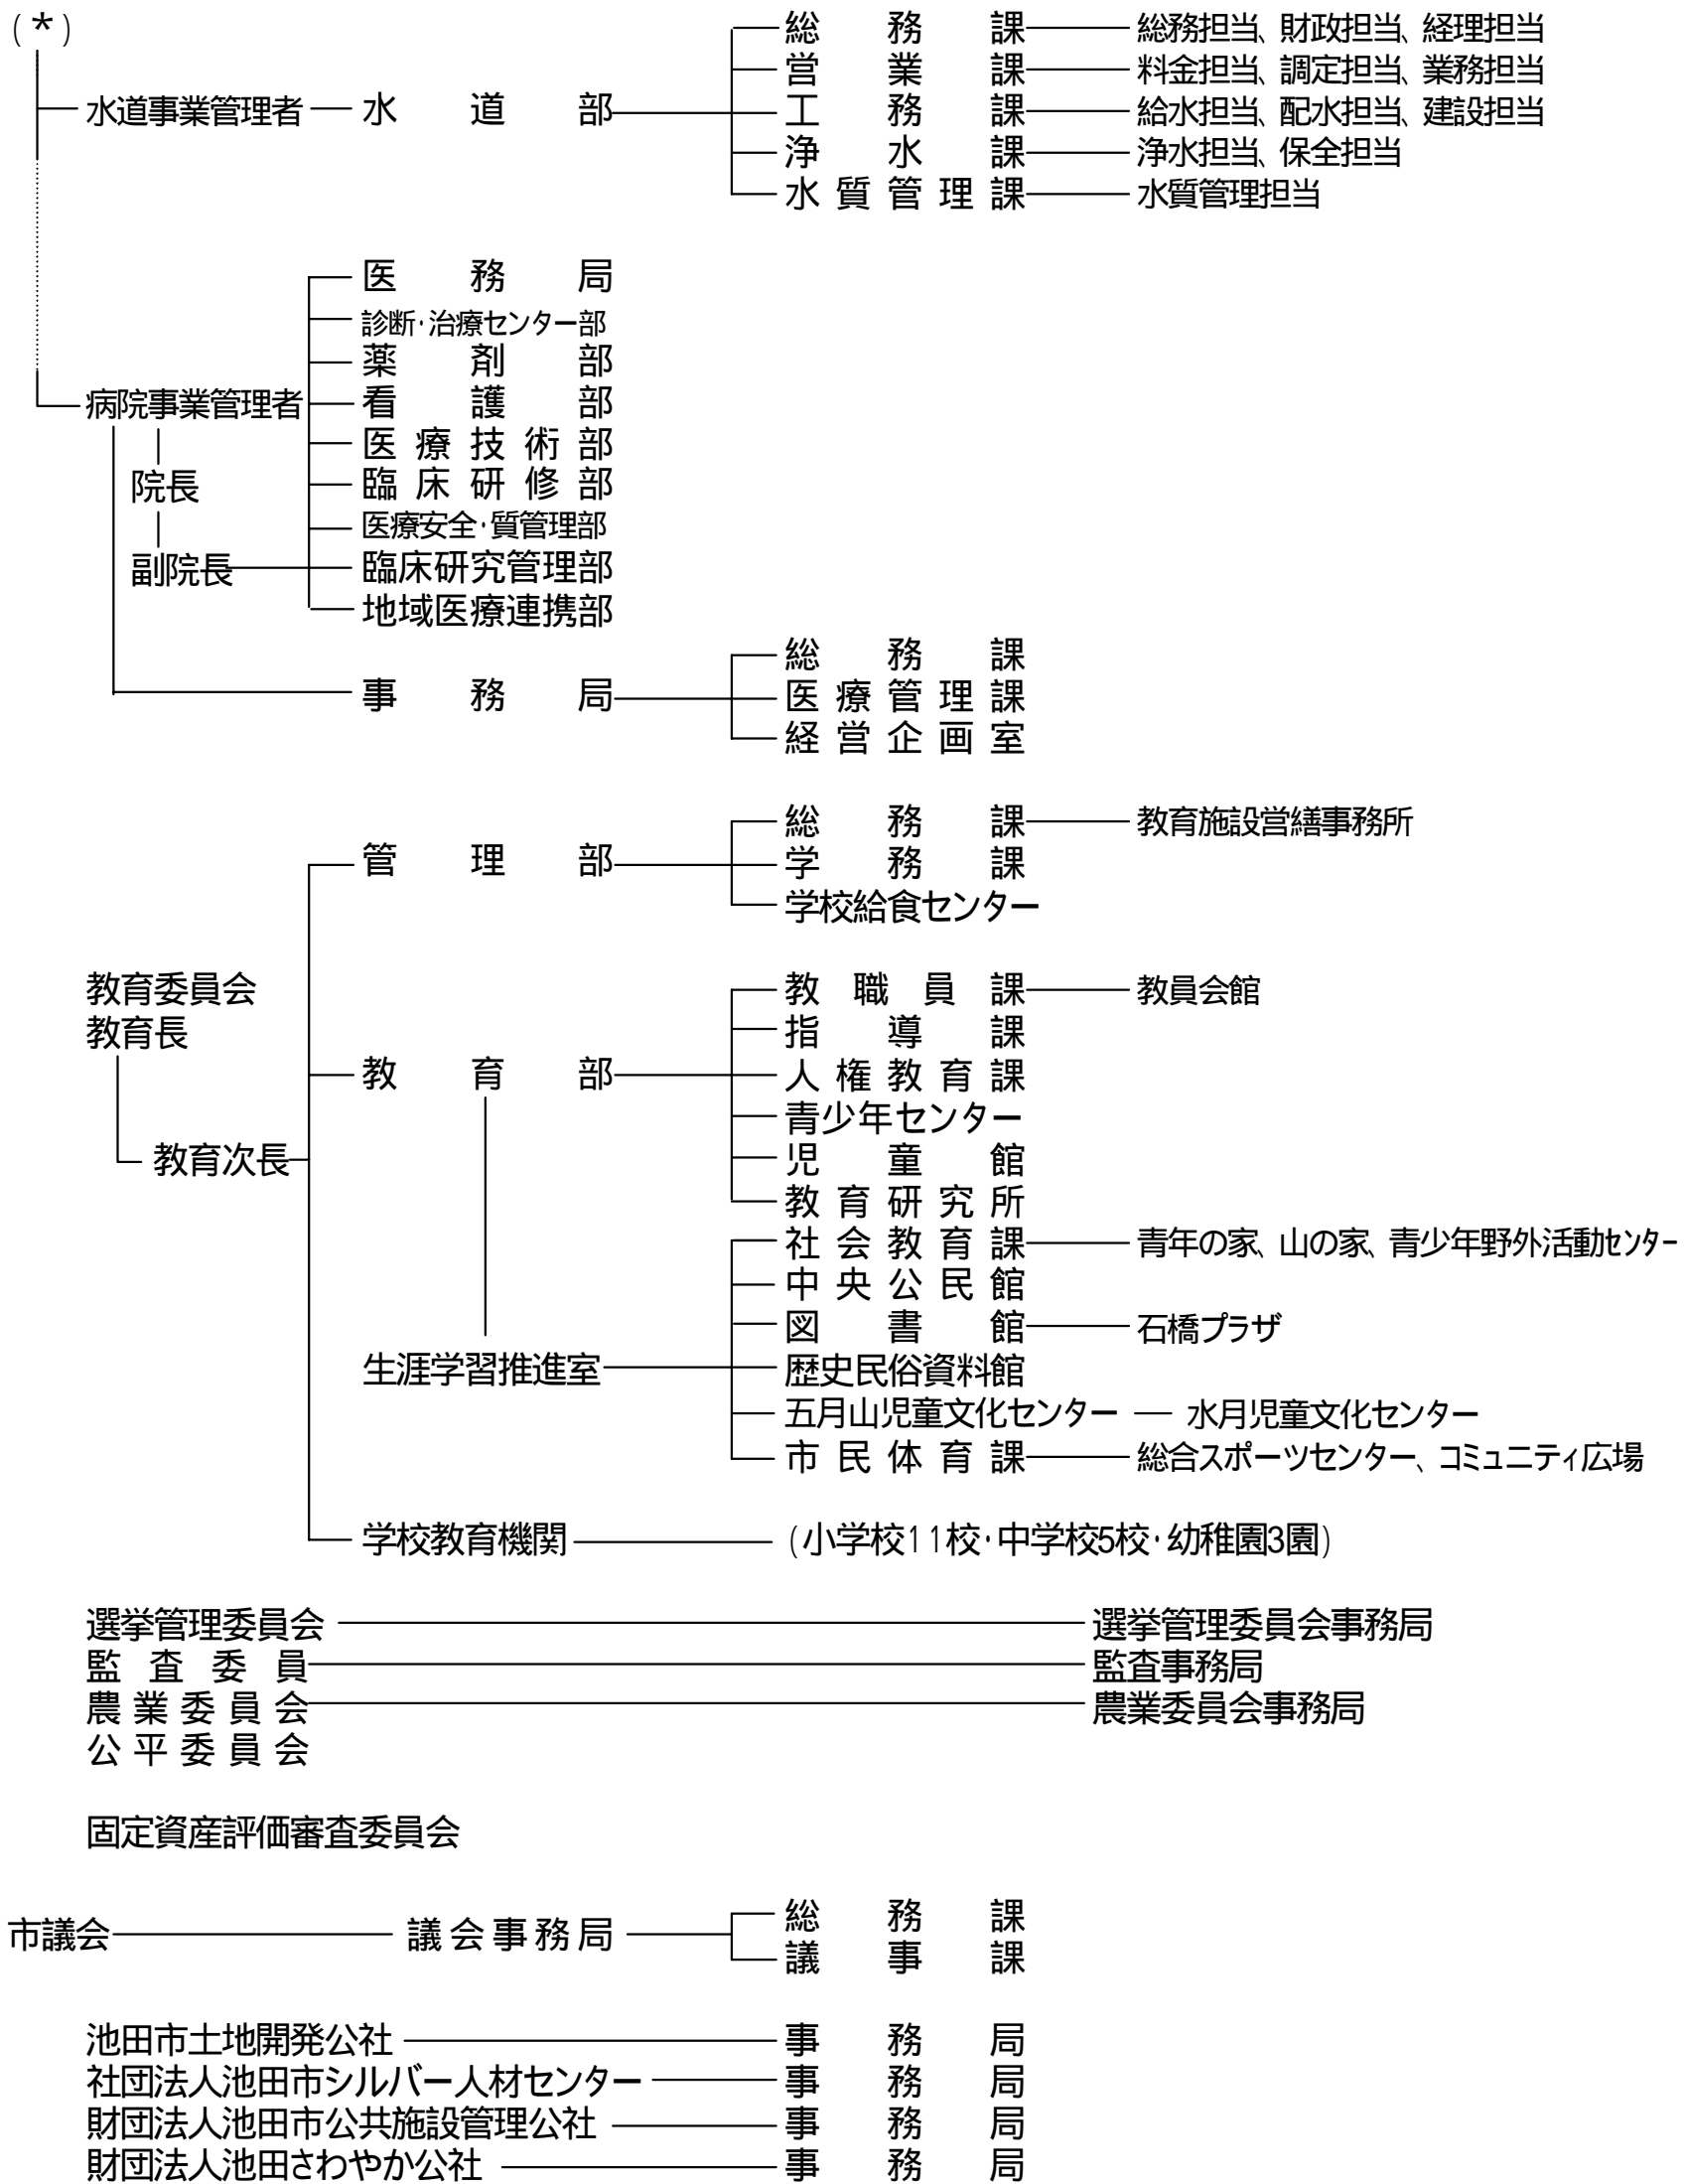 (*)
総務課 総務担当、財政担当、経理担当
営業課 料金担当、調定担当、業務担当
水道事業管理者 水道部 工務課 給水担当、配水担当、建設担当
浄水課 浄水担当、保全担当
水質管理課 水質管理担当
医務局
診断・治療センター部
薬剤部
病院事業管理者 看護部
医療技術部
院長 臨床研修部
医療安全・質管理部
副院長 臨床研究管理部
地域医療連携部
総務課
事務局 医療管理課
経営企画室
総務課 教育施設営繕事務所
管理部 学務課
学校給食センター
教育委員会 教職員課 教員会館
教育長 指導課
教育部 人権教育課
青少年センター
教育次長 児童館
教育研究所
社会教育課 青年の家、山の家、青少年野外活動センター
中央公民館
図書館 石橋プラザ
生涯学習推進室 歴史民俗資料館
五月山児童文化センター 水月児童文化センター
市民体育課 総合スポーツセンター、コミュニティ広場
学校教育機関 (小学校11校・中学校5校・幼稚園3園)
選挙管理委員会 選挙管理委員会事務局
監査委員 監査事務局
農業委員会 農業委員会事務局
公平委員会
固定資産評価審査委員会
総務課
市議会 議会事務局
議事課
池田市土地開発公社 事務局
社団法人池田市シルバー人材センター 事務局
財団法人池田市公共施設管理公社 事務局
財団法人池田さわやか公社 事務局